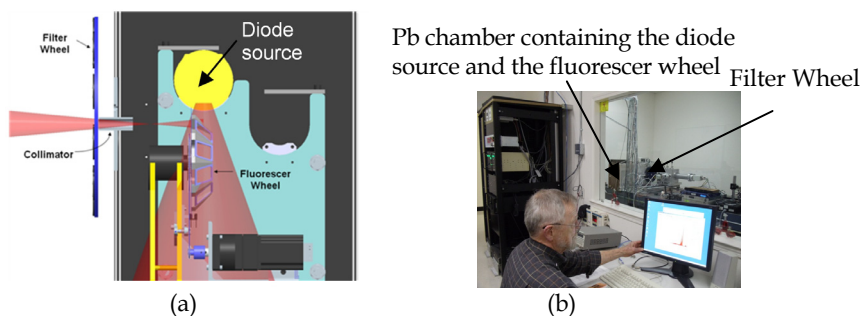 Filter
Wheel
Diode
source
Collimator
Fluorescer
Wheel
(a)
Pb chamber containing the diode
source and the fluorescer wheel
Filter Wheel
(b)